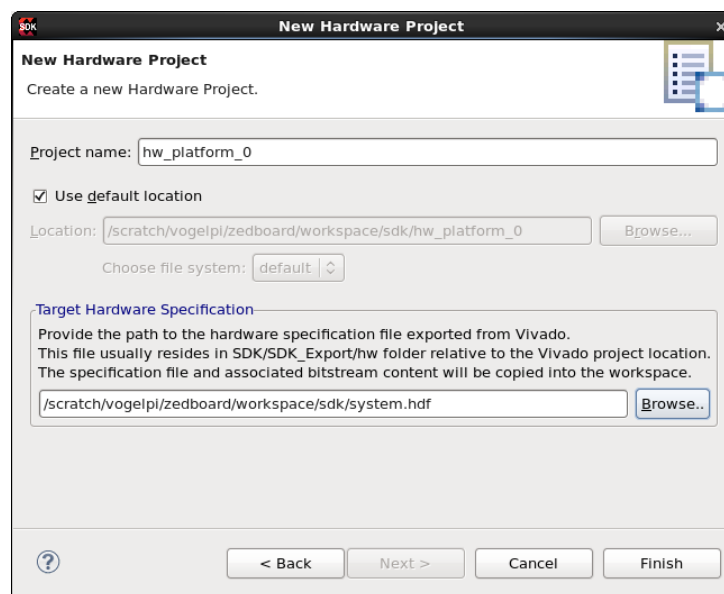 SDK New Hardware Project
New Hardware Project
Create a new Hardware Project.
Project name: hw_platform_0
Use default location
Location: /scratch/vogelpi/zedboard/workspace/sdk/hw_platform_0 Browse...
Choose file system: default
Target Hardware Specification
Provide the path to the hardware specification file exported from Vivado.
This file usually resides in SDK/SDK_Export/hw folder relative to the Vivado project location.
The specification file and associated bitstream content will be copied into the workspace.
/scratch/vogelpi/zedboard/workspace/sdk/system.hdf Browse..
? < Back Next > Cancel Finish